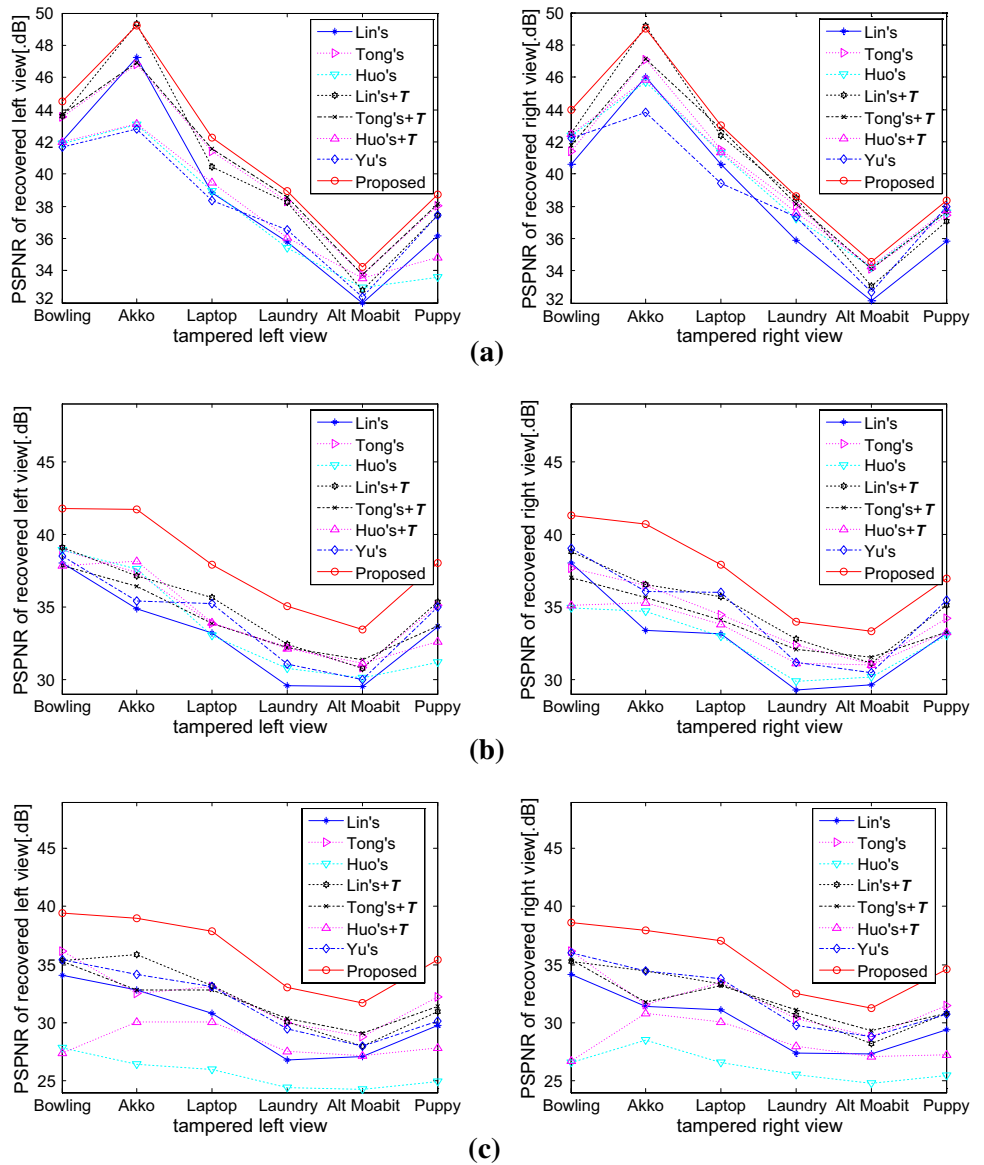 PSPNR of recovered left view[.dB]
50
48
46
44
42
40
38
36
34
32
Bowling Akko Laptop Laundry Alt Moabit Puppy
tampered left view
Lin's
Tong's
Huo's
Lin's+T
Tong's+T
Huo's+T
Yu's
Proposed
PSPNR of recovered right view[.dB]
50
48
46
44
42
40
38
36
34
32
Bowling Akko Laptop Laundry Alt Moabit Puppy
tampered right view
Lin's
Tong's
Huo's
Lin's+T
Tong's+T
Huo's+T
Yu's
Proposed
(a)
PSPNR of recovered left view[.dB]
45
40
35
30
Bowling Akko Laptop Laundry Alt Moabit Puppy
tampered left view
Lin's
Tong's
Huo's
Lin's+T
Tong's+T
Huo's+T
Yu's
Proposed
PSPNR of recovered right view[.dB]
45
40
35
30
Bowling Akko Laptop Laundry Alt Moabit Puppy
tampered right view
Lin's
Tong's
Huo's
Lin's+T
Tong's+T
Huo's+T
Yu's
Proposed
(b)
PSPNR of recovered left view[.dB]
45
40
35
30
25
Bowling Akko Laptop Laundry Alt Moabit Puppy
tampered left view
Lin's
Tong's
Huo's
Lin's+T
Tong's+T
Huo's+T
Yu's
Proposed
PSPNR of recovered right view[.dB]
45
40
35
30
25
Bowling Akko Laptop Laundry Alt Moabit Puppy
tampered right view
Lin's
Tong's
Huo's
Lin's+T
Tong's+T
Huo's+T
Yu's
Proposed
(c)